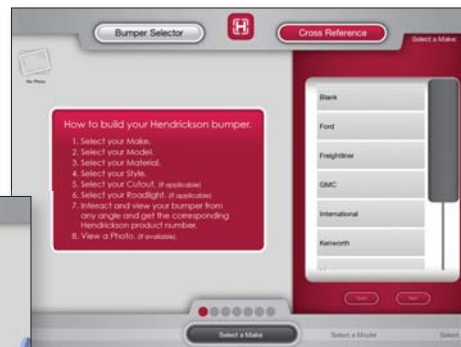 Bumper Selector
Cross Reference
Select a Make
No Photo
How to build your Hendrickson bumper.
1. Select your Make.
2. Select your Model.
3. Select your Material.
4. Select your Style.
5. Select your Cutout. (if applicable)
6. Select your Roadlight. (if applicable)
7. Interact and view your bumper from
any angle and get the corresponding
Hendrickson product number.
8. View a Photo. (if available)
Blank
Ford
Freightliner
GMC
International
Kenworth
Select a Make
Select a Model
Select